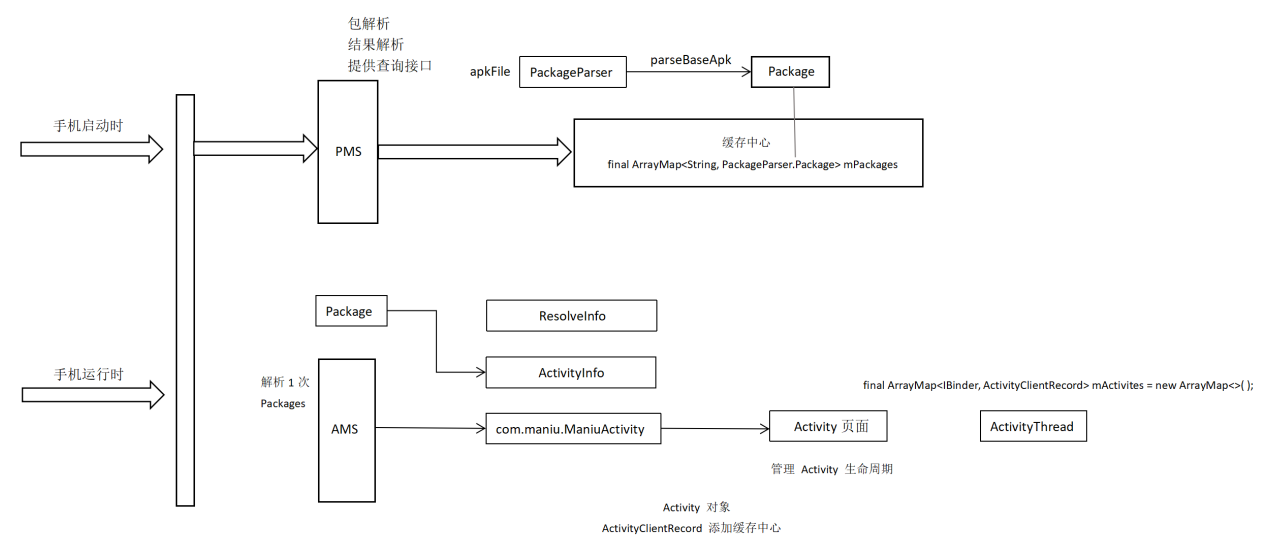 包解析
结果解析
提供查询接口
apkFile
PackageParser
parseBaseApk
Package
手机启动时
PMS
缓存中心
final ArrayMap<String, PackageParser.Package> mPackages
Package
ResolveInfo
手机运行时
解析 1 次
Packages
ActivityInfo
final ArrayMap<IBinder, ActivityClientRecord> mActivites = new ArrayMap<>( );
AMS
com.maniu.ManiuActivity
Activity 页面
ActivityThread
管理 Activity 生命周期
Activity 对象
ActivityClientRecord 添加缓存中心